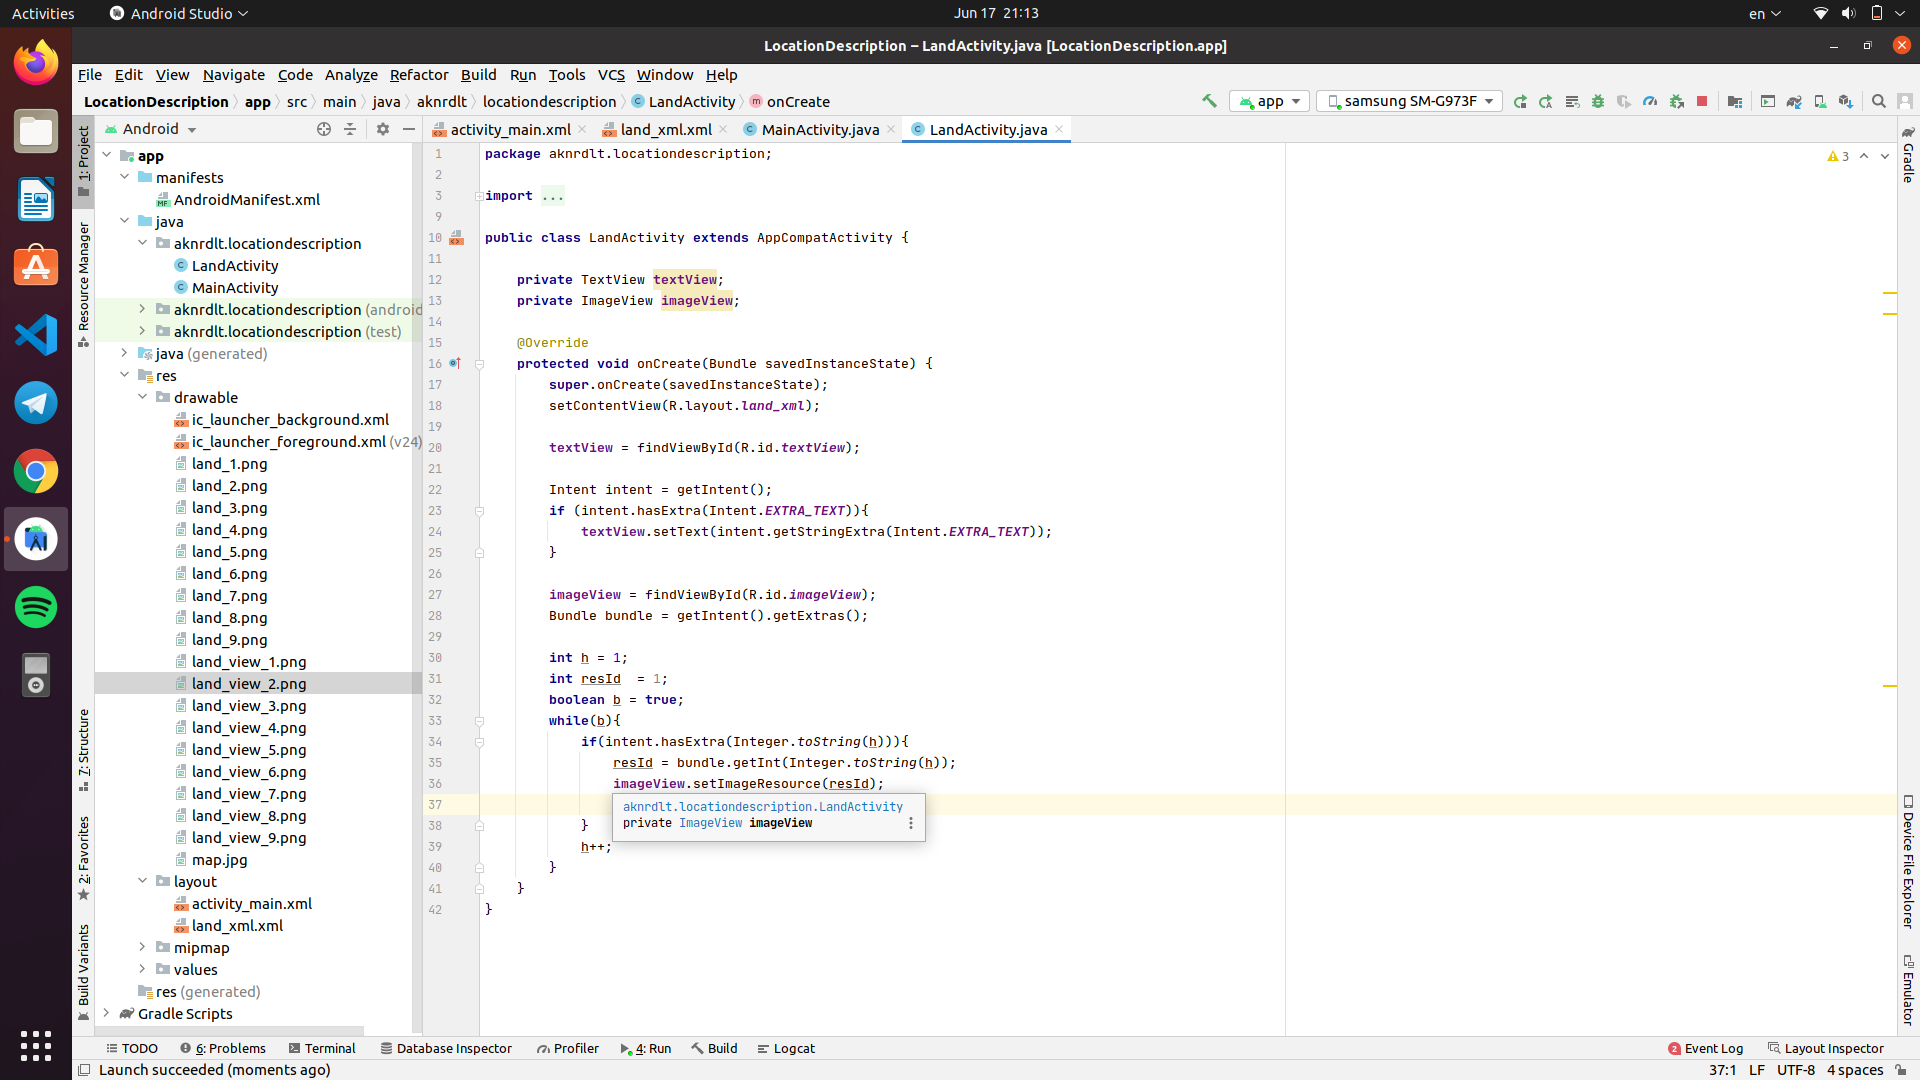 Activities
Android Studio
Jun 17 21:13
en
LocationDescription – LandActivity.java [LocationDescription.app]
File Edit View Navigate Code Analyze Refactor Build Run Tools VCS Window Help
LocationDescription app src main java aknrdlt locationdescription LandActivity onCreate
app
samsung SM-G973F
1: Project
Resource Manager
7: Structure
2: Favorites
Build Variants
Android
app
manifests
AndroidManifest.xml
java
aknrdlt.locationdescription
LandActivity
MainActivity
aknrdlt.locationdescription (android
aknrdlt.locationdescription (test)
java (generated)
res
drawable
ic_launcher_background.xml
ic_launcher_foreground.xml (v24)
land_1.png
land_2.png
land_3.png
land_4.png
land_5.png
land_6.png
land_7.png
land_8.png
land_9.png
land_view_1.png
land_view_2.png
land_view_3.png
land_view_4.png
land_view_5.png
land_view_6.png
land_view_7.png
land_view_8.png
land_view_9.png
map.jpg
layout
activity_main.xml
land_xml.xml
mipmap
values
res (generated)
Gradle Scripts
activity_main.xml
land_xml.xml
MainActivity.java
LandActivity.java
3
1 package aknrdlt.locationdescription;
2
3 import ...
9
10 public class LandActivity extends AppCompatActivity {
11
12 private TextView textView;
13 private ImageView imageView;
14
15 @Override
16 protected void onCreate(Bundle savedInstanceState) {
17 super.onCreate(savedInstanceState);
18 setContentView(R.layout.land_xml);
19
20 textView = findViewById(R.id.textView);
21
22 Intent intent = getIntent();
23 if (intent.hasExtra(Intent.EXTRA_TEXT)){
24 textView.setText(intent.getStringExtra(Intent.EXTRA_TEXT));
25 }
26
27 imageView = findViewById(R.id.imageView);
28 Bundle bundle = getIntent().getExtras();
29
30 int h = 1;
31 int resId  = 1;
32 boolean b = true;
33 while(b){
34 if(intent.hasExtra(Integer.toString(h))){
35 resId = bundle.getInt(Integer.toString(h));
36 imageView.setImageResource(resId);
37
aknrdlt.locationdescription.LandActivity
private ImageView imageView
38 }
39 h++;
40 }
41 }
42 }
Gradle
Device File Explorer
Emulator
TODO
6: Problems
Terminal
Database Inspector
Profiler
4: Run
Build
Logcat
2 Event Log
Layout Inspector
Launch succeeded (moments ago)
37:1 LF UTF-8 4 spaces